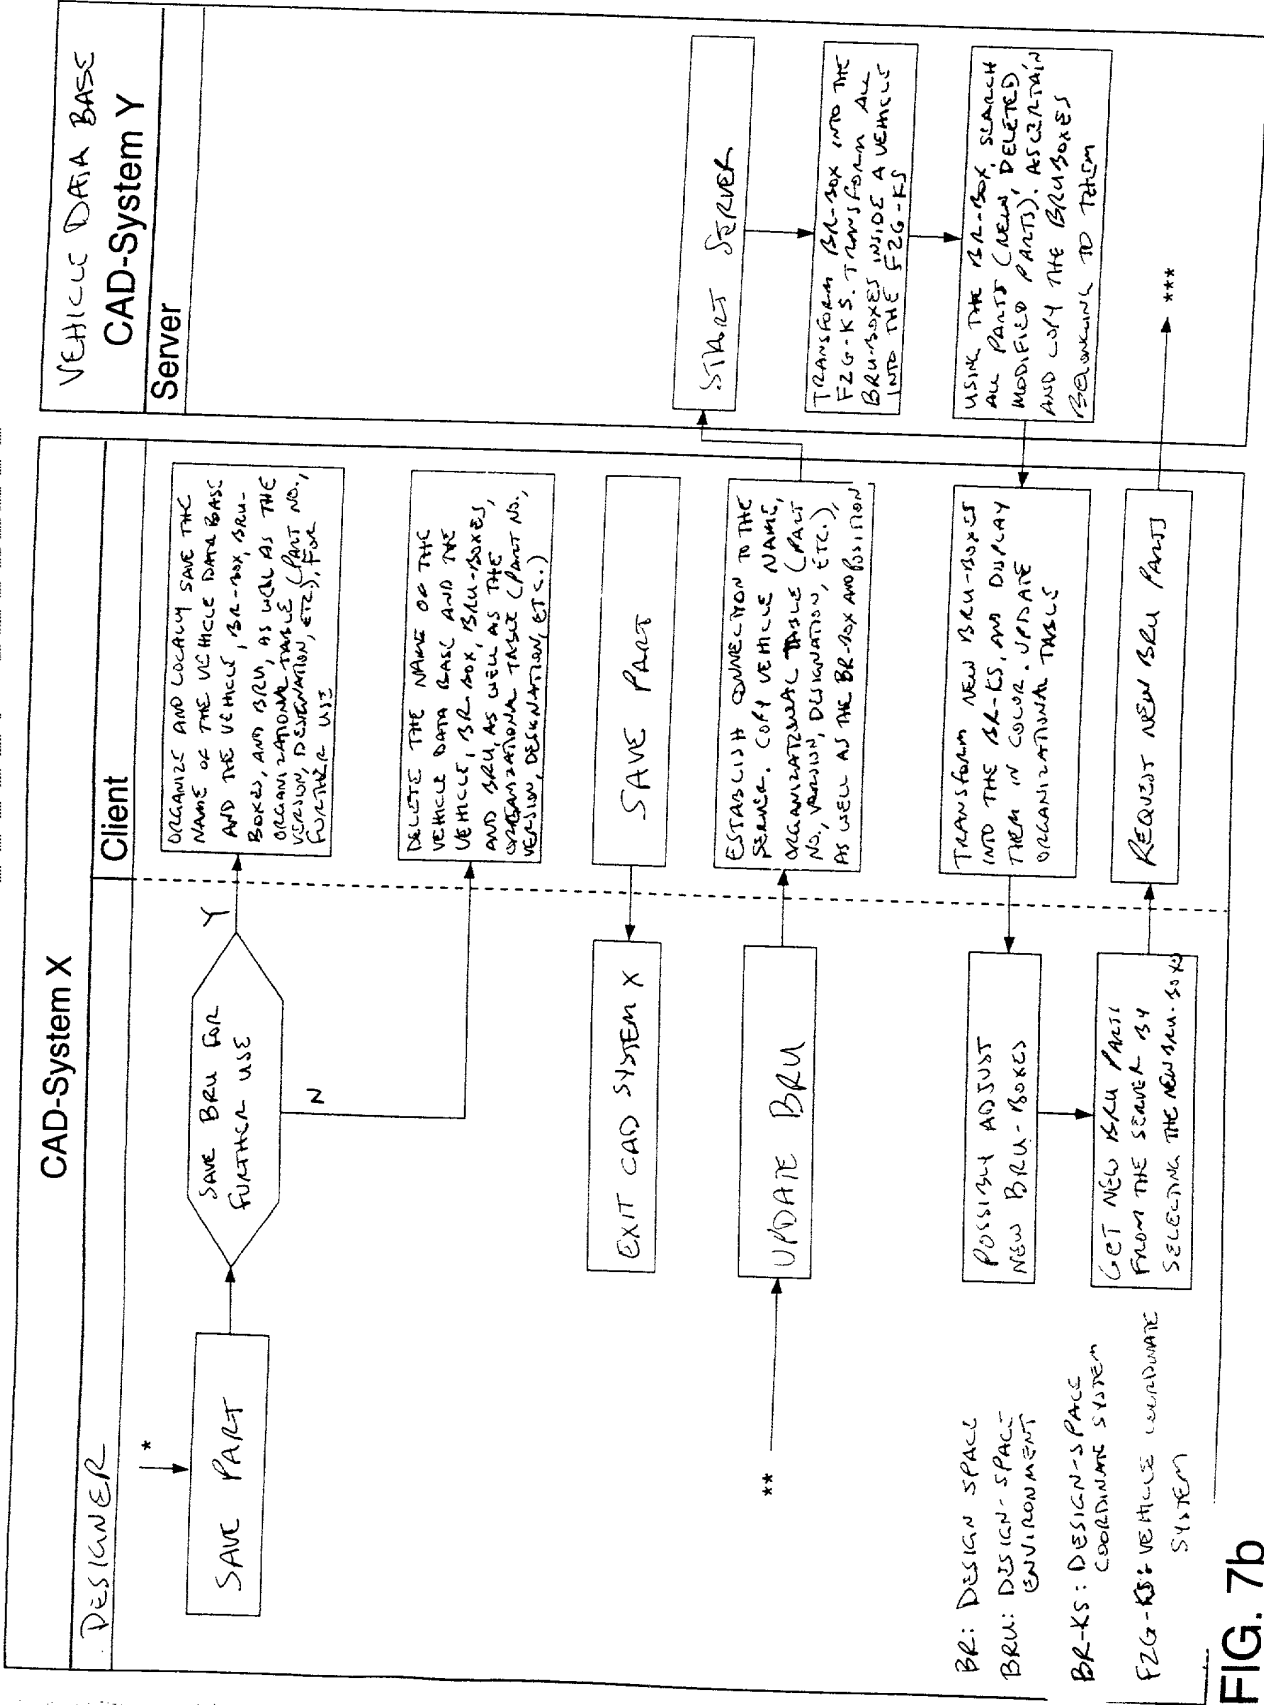 CAD-System X
VEHICLE DATA BASE
CAD-System Y
DESIGNER
Client
Server
*
SAVE PART
SAVE BRU FOR
FURTHER USE
Y
N
ORGANIZE AND LOCALLY SAVE THE
NAME OF THE VEHICLE DATA BASE
AND THE VEHICLE, BR-BOX, BRU-
BOXES, AND BRU, AS WELL AS THE
ORGANIZATIONAL TABLE (PART NO.,
VERSION, DESIGNATION, ETC.), FOR
FURTHER USE
DELETE THE NAME OF THE
VEHICLE DATA BASE AND THE
VEHICLE, BR-BOX, BRU-BOXES,
AND BRU, AS WELL AS THE
ORGANIZATIONAL TABLE (PART NO.,
VERSION, DESIGNATION, ETC.)
EXIT CAD SYSTEM X
SAVE PART
**
UPDATE BRU
ESTABLISH CONNECTION TO THE
SERVER. COPY VEHICLE NAME,
ORGANIZATIONAL TABLE (PART
NO., VERSION, DESIGNATION, ETC.),
AS WELL AS THE BR-BOX AND POSITION
START SERVER
TRANSFORM BR-BOX INTO THE
FZG-KS. TRANSFORM ALL
BRU-BOXES INSIDE A VEHICLE
INTO THE FZG-KS
POSSIBLY ADJUST
NEW BRU-BOXES
TRANSFORM NEW BRU-BOXES
INTO THE BR-KS, AND DISPLAY
THEM IN COLOR. UPDATE
ORGANIZATIONAL TABLE
USING THE BR-BOX, SEARCH
ALL PARTS (NEW, DELETED,
MODIFIED PARTS). ASCERTAIN
AND COPY THE BRU-BOXES
BELONGING TO THEM
GET NEW BRU PARTS
FROM THE SERVER BY
SELECTING THE NEW BRU-BOXES
REQUEST NEW BRU PARTS
***
BR: DESIGN SPACE
BRU: DESIGN-SPACE
ENVIRONMENT
BR-KS: DESIGN-SPACE
COORDINATE SYSTEM
FZG-KS: VEHICLE COORDINATE
SYSTEM
FIG. 7b